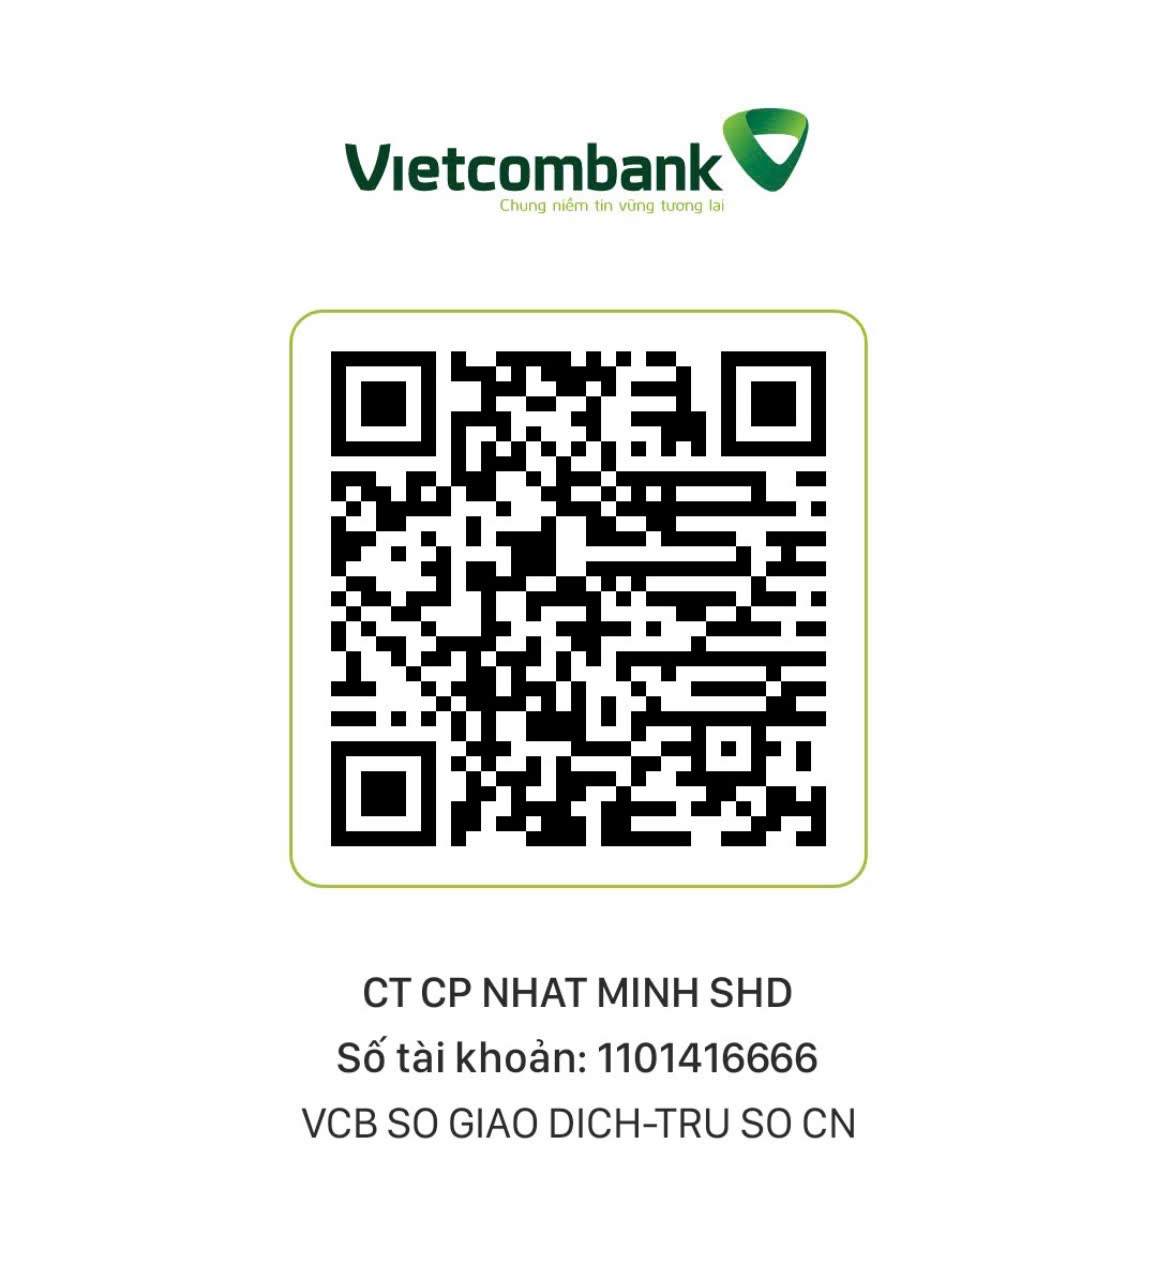 Vietcombank
Chung niềm tin vững tương lai
CT CP NHAT MINH SHD
Số tài khoản: 1101416666
VCB SO GIAO DICH-TRU SO CN